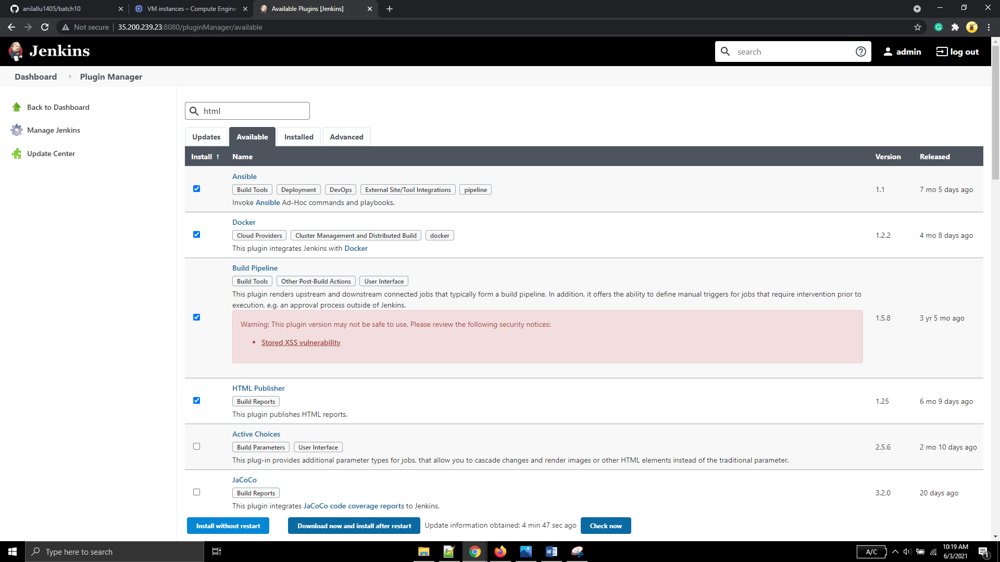 anilallu1405/batch10
VM instances – Compute Engine
Available Plugins [Jenkins]
Not secure
35.200.239.23:8080/pluginManager/available
Jenkins
search
admin
log out
Dashboard
Plugin Manager
Back to Dashboard
Manage Jenkins
Update Center
html
Updates
Available
Installed
Advanced
Install ↑ Name Version Released
Ansible
Build Tools Deployment DevOps External Site/Tool Integrations pipeline
Invoke Ansible Ad-Hoc commands and playbooks.
1.1 7 mo 5 days ago
Docker
Cloud Providers Cluster Management and Distributed Build docker
This plugin integrates Jenkins with Docker
1.2.2 4 mo 8 days ago
Build Pipeline
Build Tools Other Post-Build Actions User Interface
This plugin renders upstream and downstream connected jobs that typically form a build pipeline. In addition, it offers the ability to define manual triggers for jobs that require intervention prior to
execution, e.g. an approval process outside of Jenkins.
Warning: This plugin version may not be safe to use. Please review the following security notices:
• Stored XSS vulnerability
1.5.8 3 yr 5 mo ago
HTML Publisher
Build Reports
This plugin publishes HTML reports.
1.25 6 mo 9 days ago
Active Choices
Build Parameters User Interface
This plug-in provides additional parameter types for jobs, that allow you to cascade changes and render images or other HTML elements instead of the traditional parameter.
2.5.6 2 mo 10 days ago
JaCoCo
Build Reports
This plugin integrates JaCoCo code coverage reports to Jenkins.
3.2.0 20 days ago
Install without restart
Download now and install after restart
Update information obtained: 4 min 47 sec ago
Check now
Type here to search
A/C
10:19 AM
6/3/2021
1